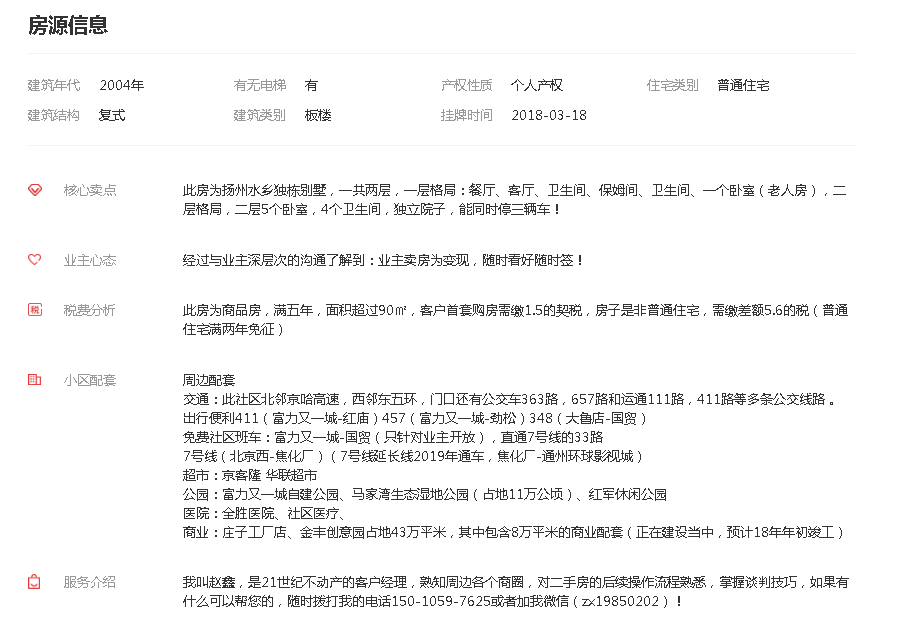 房源信息
建筑年代 2004年 有无电梯 有 产权性质 个人产权 住宅类别 普通住宅
建筑结构 复式 建筑类别 板楼 挂牌时间 2018-03-18
核心卖点 此房为扬州水乡独栋别墅，一共两层，一层格局：餐厅、客厅、卫生间、保姆间、卫生间、一个卧室（老人房），二
层格局，二层5个卧室，4个卫生间，独立院子，能同时停三辆车！
业主心态 经过与业主深层次的沟通了解到：业主卖房为变现，随时看好随时签！
税 税费分析 此房为商品房，满五年，面积超过90㎡，客户首套购房需缴1.5的契税，房子是非普通住宅，需缴差额5.6的税（普通
住宅满两年免征）
小区配套 周边配套
交通：此社区北邻京哈高速，西邻东五环，门口还有公交车363路，657路和运通111路，411路等多条公交线路 。
出行便利411（富力又一城-红庙）457（富力又一城-劲松）348（大鲁店-国贸）
免费社区班车：富力又一城-国贸（只针对业主开放），直通7号线的33路
7号线（北京西-焦化厂）（7号线延长线2019年通车，焦化厂-通州环球影视城）
超市：京客隆 华联超市
公园：富力又一城自建公园、马家湾生态湿地公园（占地11万公顷）、红军休闲公园
医院：全胜医院、社区医疗、
商业：庄子工厂店、金丰创意园占地43万平米，其中包含8万平米的商业配套（正在建设当中，预计18年年初竣工）
服务介绍 我叫赵鑫，是21世纪不动产的客户经理，熟知周边各个商圈，对二手房的后续操作流程熟悉，掌握谈判技巧，如果有
什么可以帮您的，随时拨打我的电话150-1059-7625或者加我微信（zx19850202）！